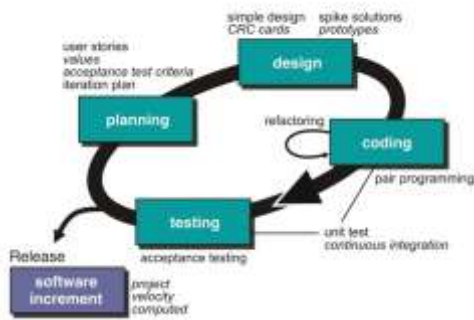 simple design
CRC cards
spike solutions
prototypes
user stories
values
acceptance test criteria
iteration plan
design
planning
refactoring
coding
pair programming
testing
unit test
continuous integration
acceptance testing
Release
software
increment
project
velocity
computed